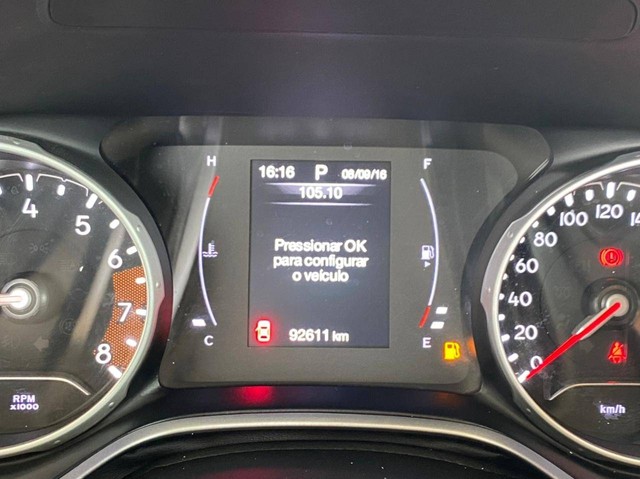 H
16:16 P 08/09/16
F
105.10
Pressionar OK
para configurar
o veículo
C
92611 km
E
4
5
6
7
8
RPM
x1000
0
20
40
60
80
100
120
km/h